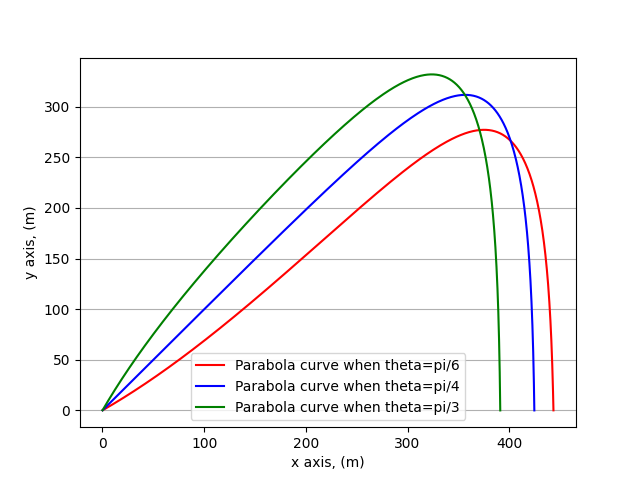 300
250
200
150
100
50
0
y axis, (m)
Parabola curve when theta=pi/6
Parabola curve when theta=pi/4
Parabola curve when theta=pi/3
0 100 200 300 400
x axis, (m)